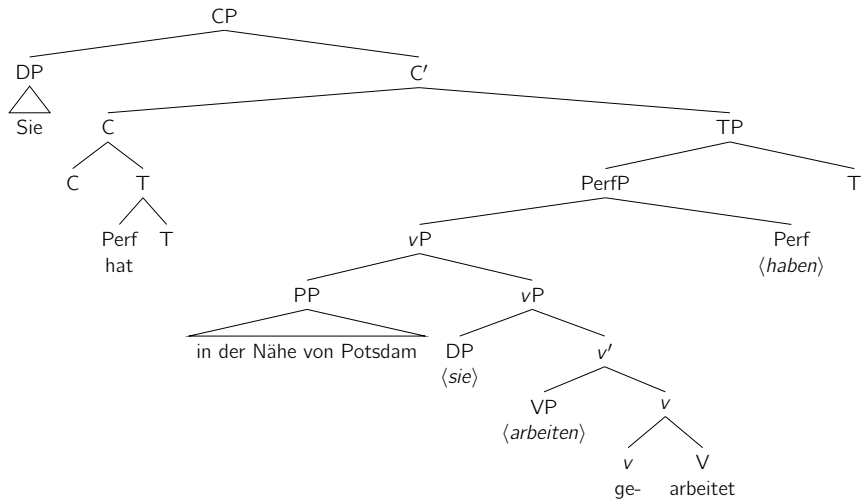 CP
DP C′
Sie C TP
C T PerfP T
Perf T vP Perf
hat ⟨haben⟩
PP vP
in der Nähe von Potsdam DP v′
⟨sie⟩ VP v
⟨arbeiten⟩ v V
ge- arbeitet